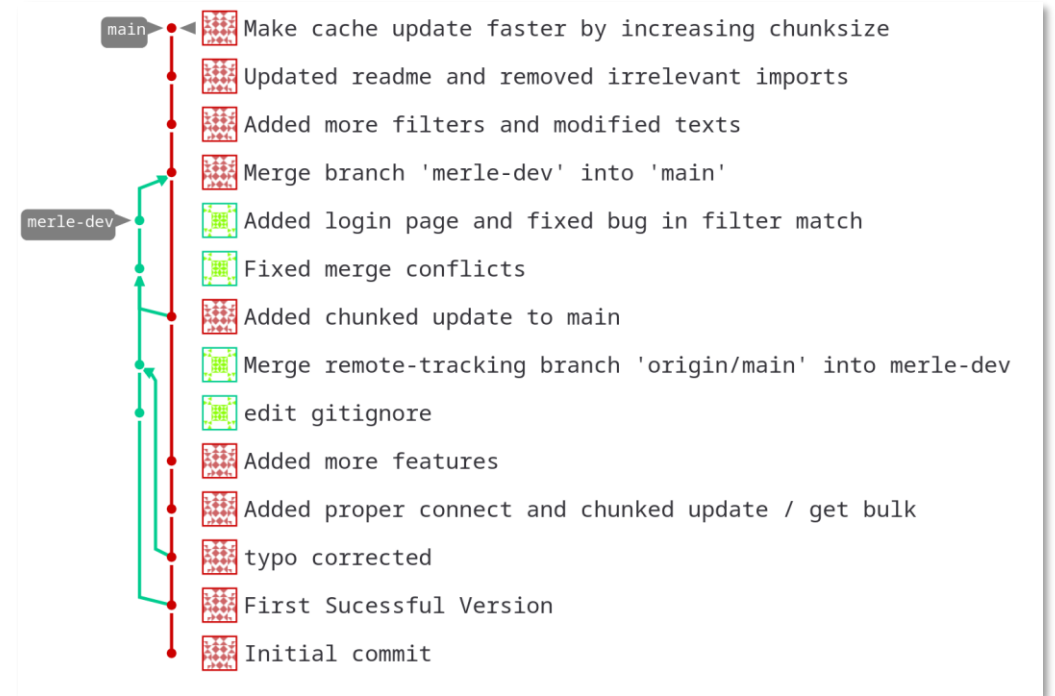 main Make cache update faster by increasing chunksize
Updated readme and removed irrelevant imports
Added more filters and modified texts
Merge branch 'merle-dev' into 'main'
merle-dev Added login page and fixed bug in filter match
Fixed merge conflicts
Added chunked update to main
Merge remote-tracking branch 'origin/main' into merle-dev
edit gitignore
Added more features
Added proper connect and chunked update / get bulk
typo corrected
First Sucessful Version
Initial commit